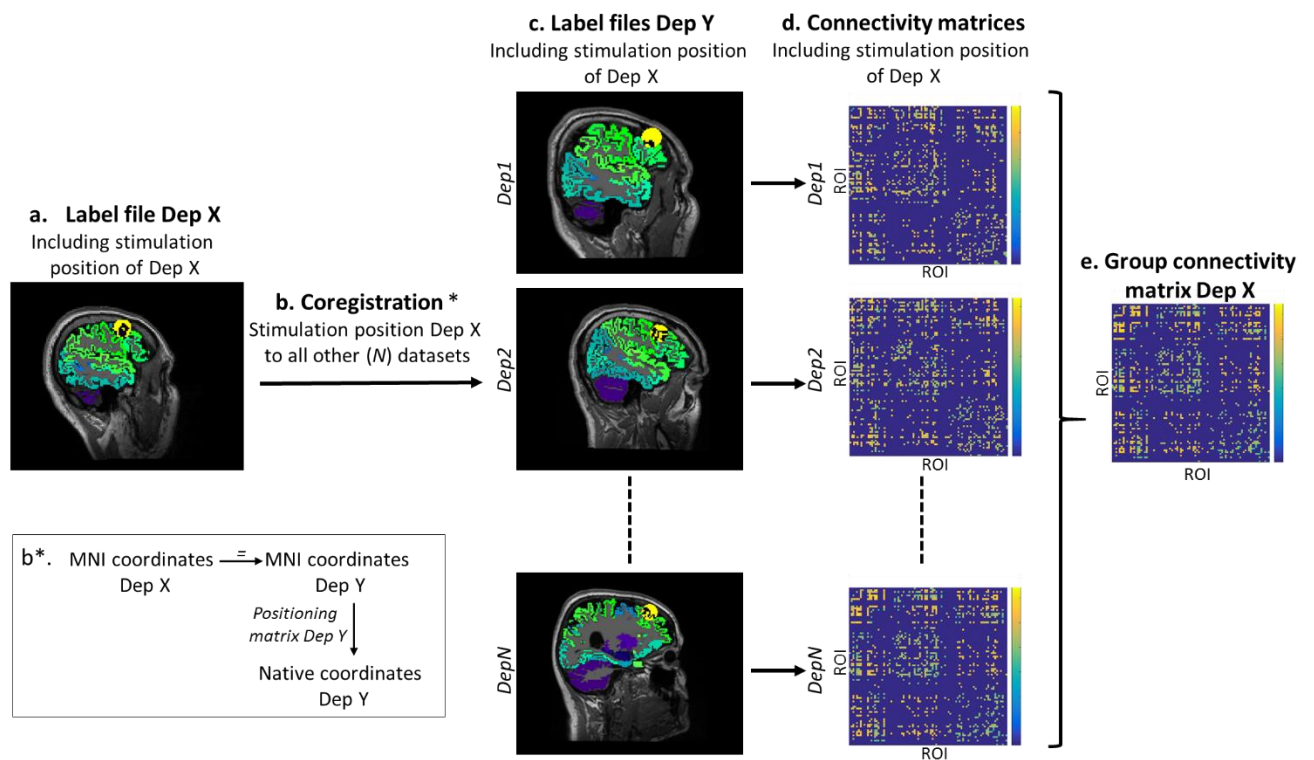 a. Label file Dep X
Including stimulation
position of Dep X
b. Coregistration *
Stimulation position Dep X
to all other (N) datasets
b*.
MNI coordinates
Dep X
=
MNI coordinates
Dep Y
Positioning
matrix Dep Y
Native coordinates
Dep Y
c. Label files Dep Y
Including stimulation position
of Dep X
Dep1
Dep2
DepN
d. Connectivity matrices
Including stimulation position
of Dep X
Dep1
ROI
ROI
Dep2
ROI
ROI
DepN
ROI
ROI
e. Group connectivity
matrix Dep X
ROI
ROI